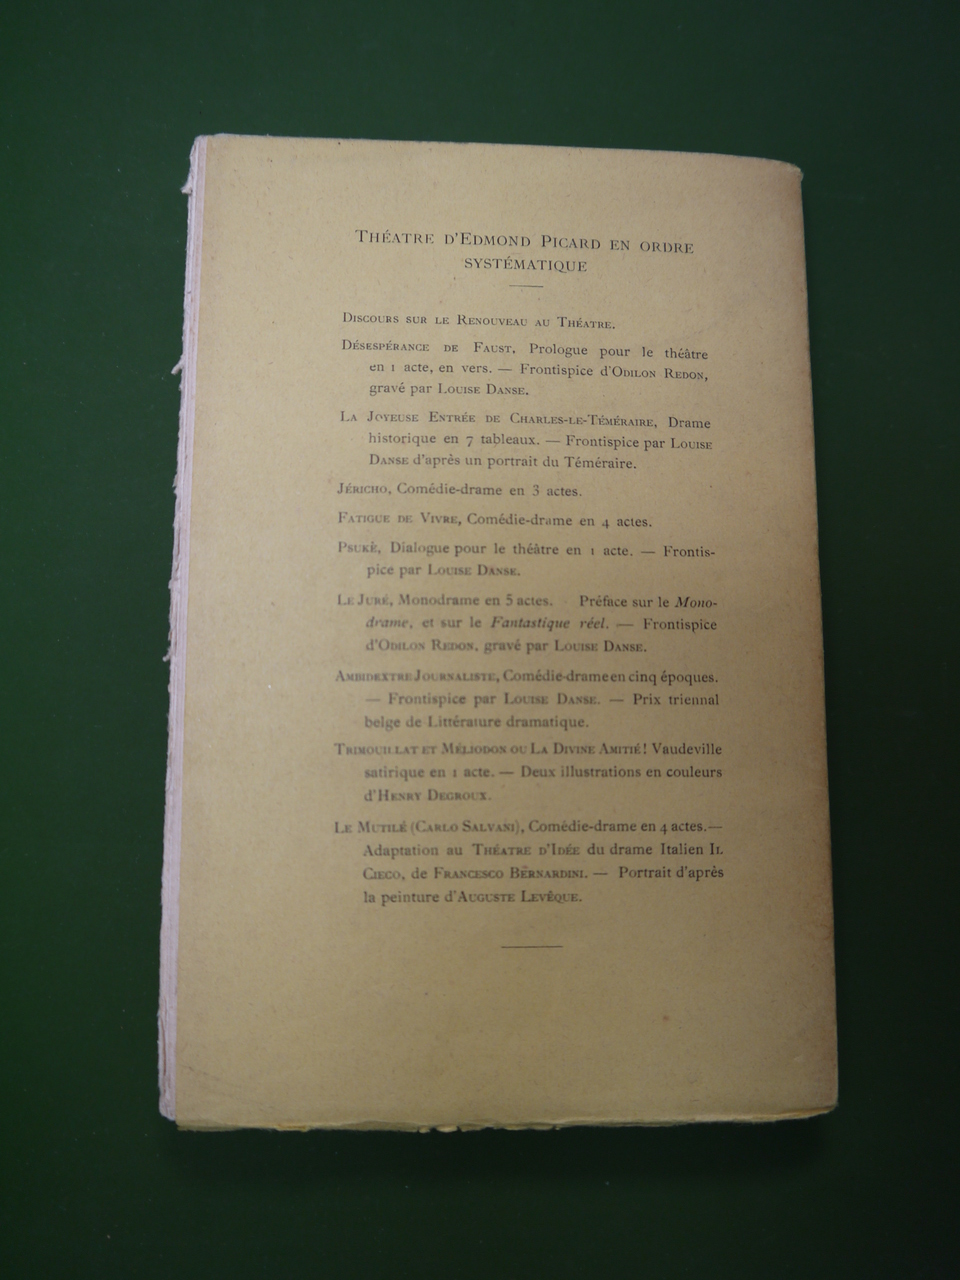 THÉATRE D'EDMOND PICARD EN ORDRE
SYSTÉMATIQUE
DISCOURS SUR LE RENOUVEAU AU THÉATRE.
DÉSESPÉRANCE DE FAUST, Prologue pour le théâtre
en 1 acte, en vers. — Frontispice d'ODILON REDON,
gravé par LOUISE DANSE.
LA JOYEUSE ENTRÉE DE CHARLES-LE-TÉMÉRAIRE, Drame
historique en 7 tableaux. — Frontispice par LOUISE
DANSE d'après un portrait du Téméraire.
JÉRICHO, Comédie-drame en 3 actes.
FATIGUE DE VIVRE, Comédie-drame en 4 actes.
PSUKÈ, Dialogue pour le théâtre en 1 acte. — Frontis-
pice par LOUISE DANSE.
LE JURÉ, Monodrame en 5 actes. Préface sur le Mono-
drame, et sur le Fantastique réel. — Frontispice
d'ODILON REDON, gravé par LOUISE DANSE.
AMBIDEXTRE JOURNALISTE, Comédie-drame en cinq époques.
— Frontispice par LOUISE DANSE. — Prix triennal
belge de Littérature dramatique.
TRIMOUILLAT ET MÉLIODON OU LA DIVINE AMITIÉ! Vaudeville
satirique en 1 acte. — Deux illustrations en couleurs
d'HENRY DEGROUX.
LE MUTILÉ (CARLO SALVANI), Comédie-drame en 4 actes.—
Adaptation au THÉATRE D'IDÉE du drame Italien IL
CIECO, de FRANCESCO BERNARDINI. — Portrait d'après
la peinture d'AUGUSTE LEVÊQUE.